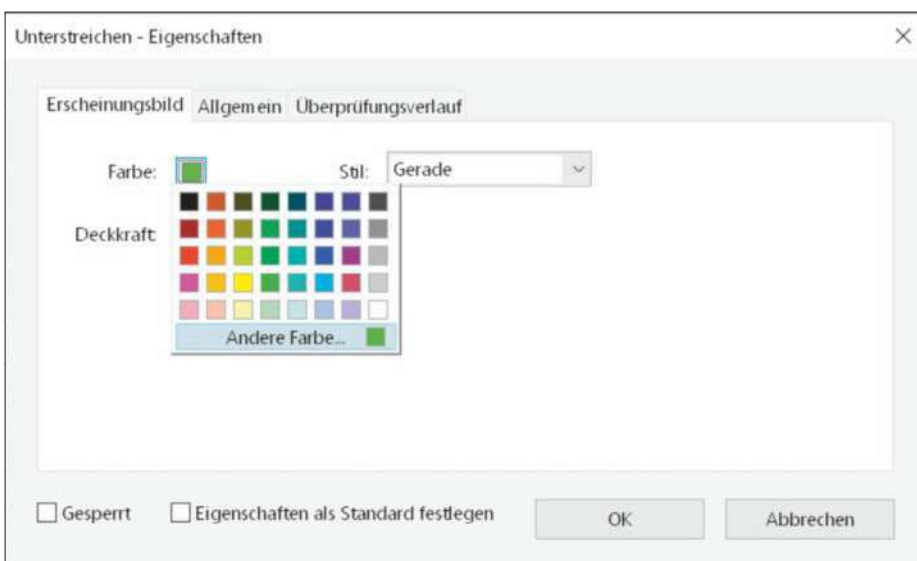 Unterstreichen - Eigenschaften
Erscheinungsbild Allgemein Überprüfungsverlauf
Farbe: Stil: Gerade
Deckkraft:
Andere Farbe...
Gesperrt Eigenschaften als Standard festlegen OK Abbrechen